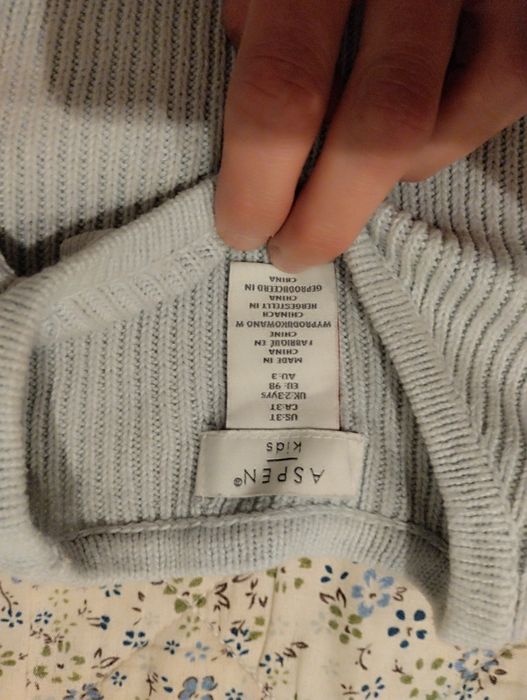 ASPEN®
Kids
US:3T
CA:3T
UK:2-3yrs
EU: 98
AU:3
MADE IN
CHINA
FABRIQUÉ EN
CHINE
WYPRODUKOWANO W
CHINACH
HERGESTELLT IN
CHINA
GEPRODUCEERD IN
CHINA